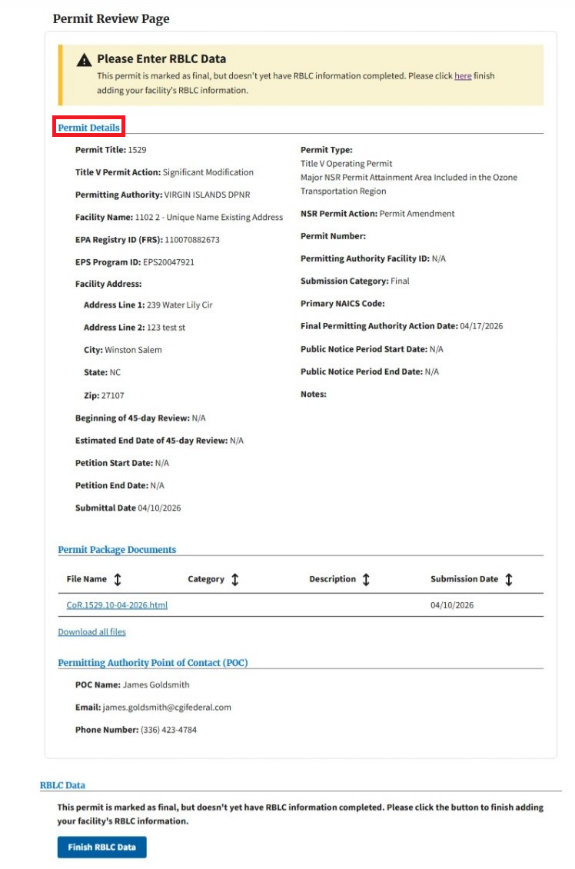 Permit Review Page
Please Enter RBLC Data
This permit is marked as final, but doesn't yet have RBLC information completed. Please click here finish
adding your facility's RBLC information.
Permit Details
Permit Title: 1529
Title V Permit Action: Significant Modification
Permitting Authority: VIRGIN ISLANDS DPNR
Facility Name: 1102 2 - Unique Name Existing Address
EPA Registry ID (FRS): 110070882673
EPS Program ID: EPS20047921
Facility Address:
Address Line 1: 239 Water Lily Cir
Address Line 2: 123 test st
City: Winston Salem
State: NC
Zip: 27107
Beginning of 45-day Review: N/A
Estimated End Date of 45-day Review: N/A
Petition Start Date: N/A
Petition End Date: N/A
Submittal Date 04/10/2026
Permit Type:
Title V Operating Permit
Major NSR Permit Attainment Area Included in the Ozone
Transportation Region
NSR Permit Action: Permit Amendment
Permit Number:
Permitting Authority Facility ID: N/A
Submission Category: Final
Primary NAICS Code:
Final Permitting Authority Action Date: 04/17/2026
Public Notice Period Start Date: N/A
Public Notice Period End Date: N/A
Notes:
Permit Package Documents
File Name Category Description Submission Date
CoR.1529.10-04-2026.html 04/10/2026
Download all files
Permitting Authority Point of Contact (POC)
POC Name: James Goldsmith
Email: james.goldsmith@cgifederal.com
Phone Number: (336) 423-4784
RBLC Data
This permit is marked as final, but doesn't yet have RBLC information completed. Please click the button to finish adding
your facility's RBLC information.
Finish RBLC Data